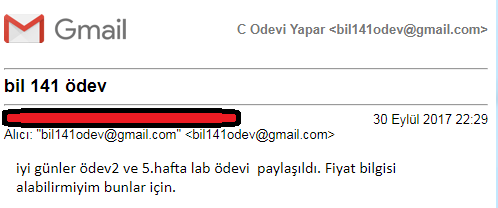 Gmail
C Odevi Yapar <bil141odev@gmail.com>
bil 141 ödev
30 Eylül 2017 22:29
Alıcı: "bil141odev@gmail.com" <bil141odev@gmail.com>
iyi günler ödev2 ve 5.hafta lab ödevi  paylaşıldı. Fiyat bilgisi
alabilirmiyim bunlar için.